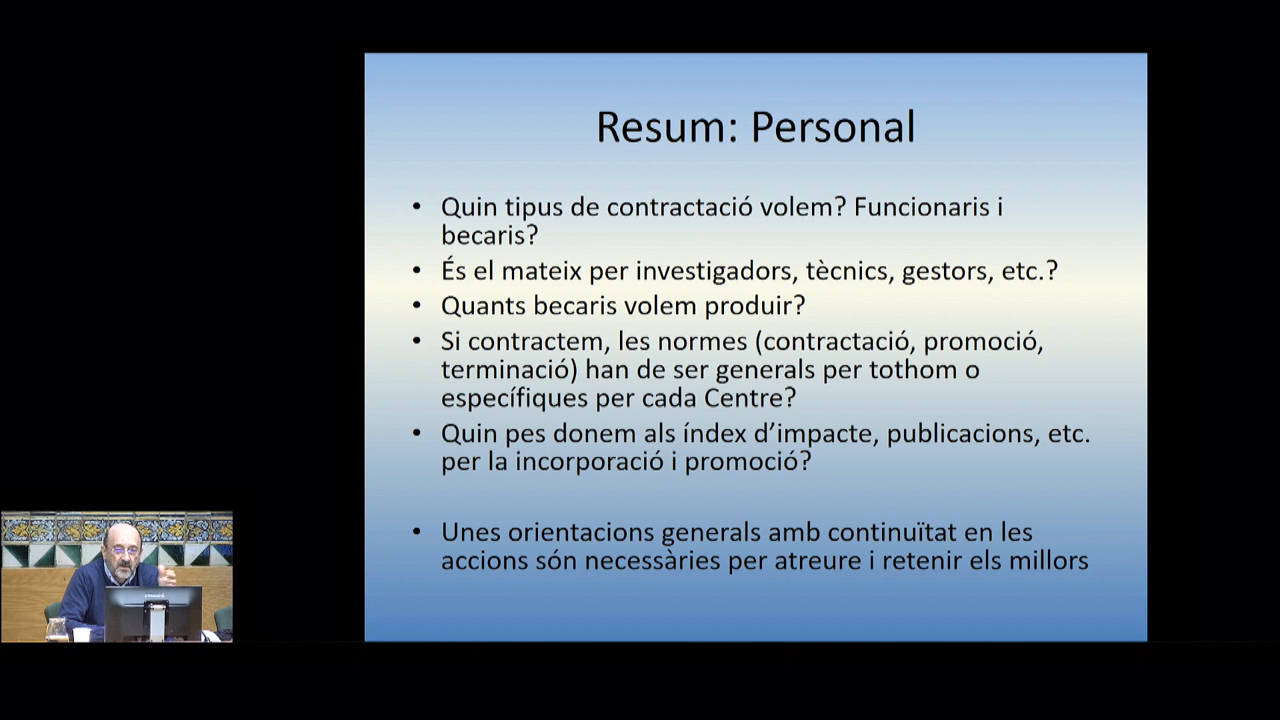 Resum: Personal
• Quin tipus de contractació volem? Funcionaris i
becaris?
• És el mateix per investigadors, tècnics, gestors, etc.?
• Quants becaris volem produir?
• Si contractem, les normes (contractació, promoció,
terminació) han de ser generals per tothom o
específiques per cada Centre?
• Quin pes donem als índex d’impacte, publicacions, etc.
per la incorporació i promoció?
• Unes orientacions generals amb continuïtat en les
accions són necessàries per atreure i retenir els millors